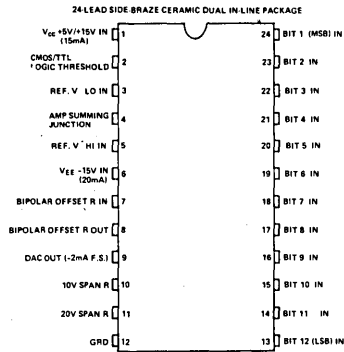 24-LEAD SIDE-BRAZE CERAMIC DUAL IN-LINE PACKAGE
VCC +5V/+15V IN 1
(15mA)
CMOS/TTL 2
LOGIC THRESHOLD
REF. V LO IN 3
AMP SUMMING 4
JUNCTION
REF. V HI IN 5
VEE -15V IN 6
(20mA)
BIPOLAR OFFSET R IN 7
BIPOLAR OFFSET R OUT 8
DAC OUT (-2mA F.S.) 9
10V SPAN R 10
20V SPAN R 11
GRD 12
24 BIT 1 (MSB) IN
23 BIT 2 IN
22 BIT 3 IN
21 BIT 4 IN
20 BIT 5 IN
19 BIT 6 IN
18 BIT 7 IN
17 BIT 8 IN
16 BIT 9 IN
15 BIT 10 IN
14 BIT 11 IN
13 BIT 12 (LSB) IN